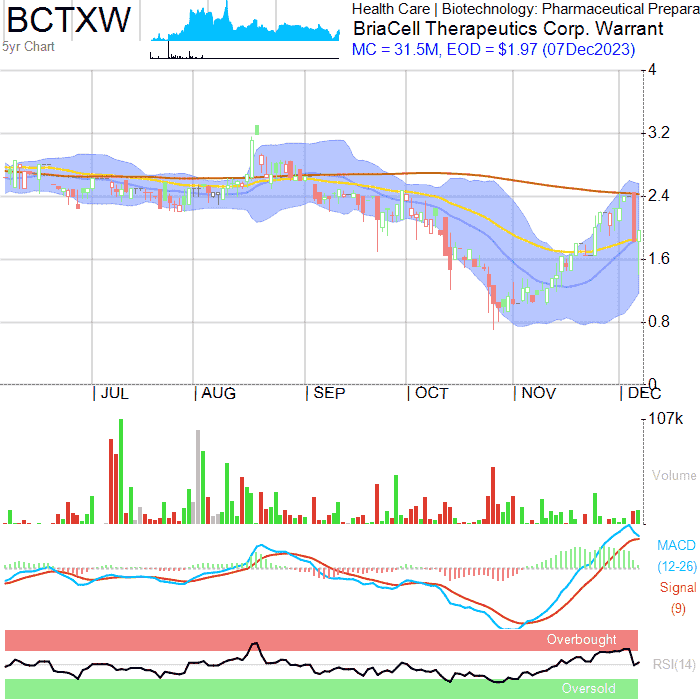 BCTXW
5yr Chart
Health Care | Biotechnology: Pharmaceutical Prepara
BriaCell Therapeutics Corp. Warrant
MC = 31.5M, EOD = $1.97 (07Dec2023)
4
3.2
2.4
1.6
0.8
0
| JUL | AUG | SEP | OCT | NOV | DEC
107k
Volume
MACD
(12-26)
Signal
(9)
Overbought
RSI(14)
Oversold